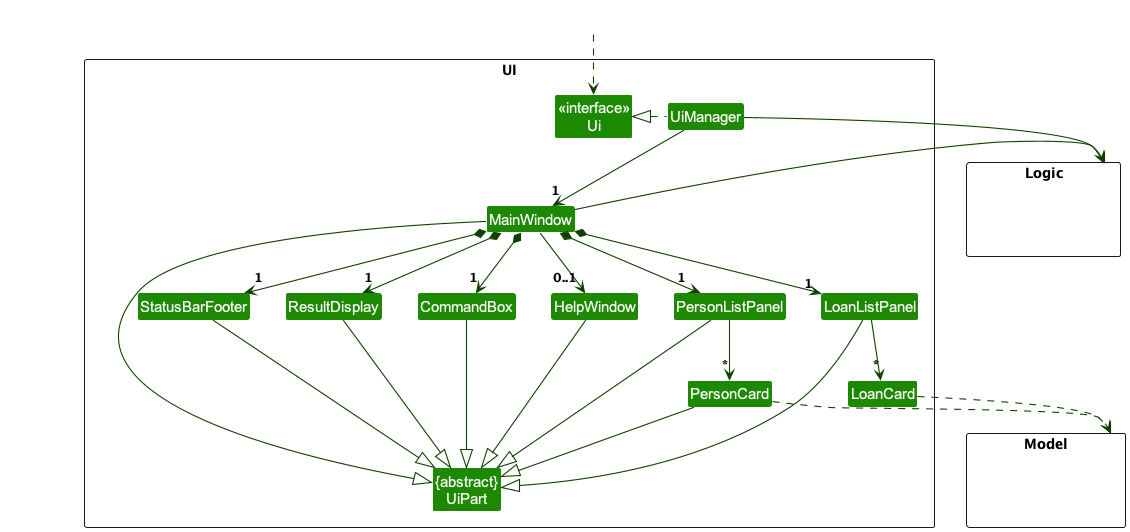 UI
«interface»
Ui
UiManager
Logic
1
MainWindow
1
1
1
0..1
1
1
StatusBarFooter
ResultDisplay
CommandBox
HelpWindow
PersonListPanel
LoanListPanel
*
*
PersonCard
LoanCard
Model
{abstract}
UiPart